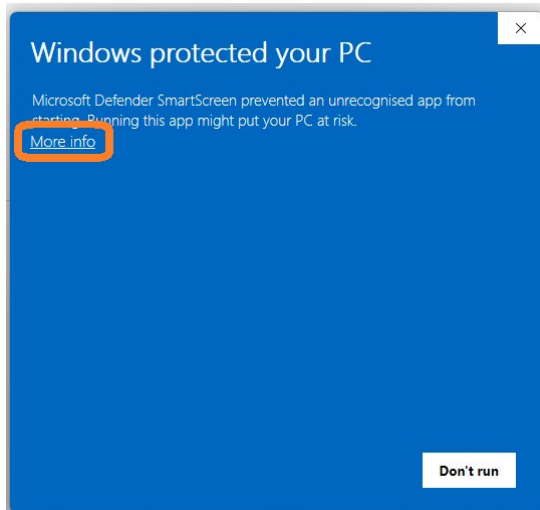 Windows protected your PC
Microsoft Defender SmartScreen prevented an unrecognised app from
starting. Running this app might put your PC at risk.
More info
Don't run